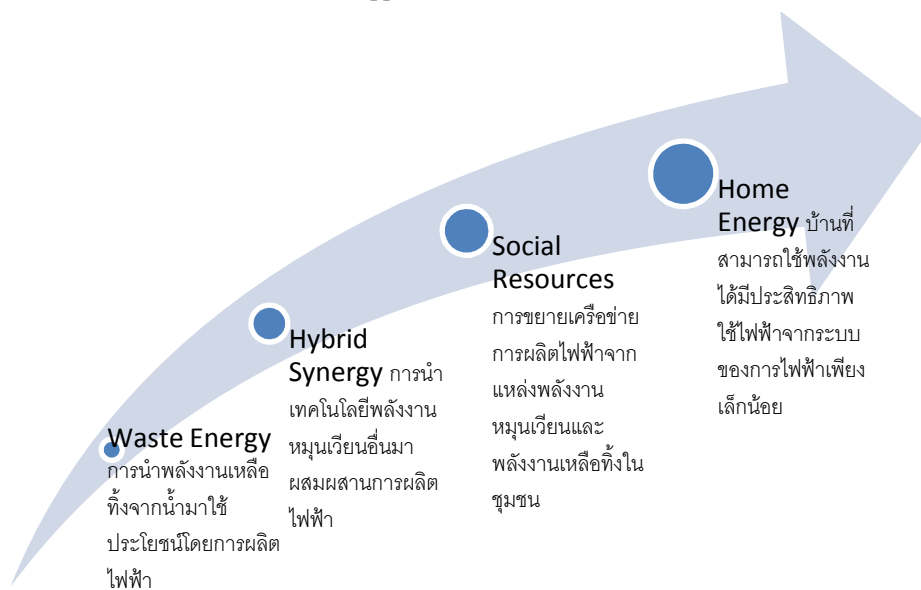 Waste Energy
การนำพลังงานเหลือ
ทิ้งจากน้ำมาใช้
ประโยชน์โดยการผลิต
ไฟฟ้า
Hybrid
Synergy การนำ
เทคโนโลยีพลังงาน
หมุนเวียนอื่นมา
ผสมผสานการผลิต
ไฟฟ้า
Social
Resources
การขยายเครือข่าย
การผลิตไฟฟ้าจาก
แหล่งพลังงาน
หมุนเวียนและ
พลังงานเหลือทิ้งใน
ชุมชน
Home
Energy บ้านที่
สามารถใช้พลังงาน
ได้มีประสิทธิภาพ
ใช้ไฟฟ้าจากระบบ
ของการไฟฟ้าเพียง
เล็กน้อย